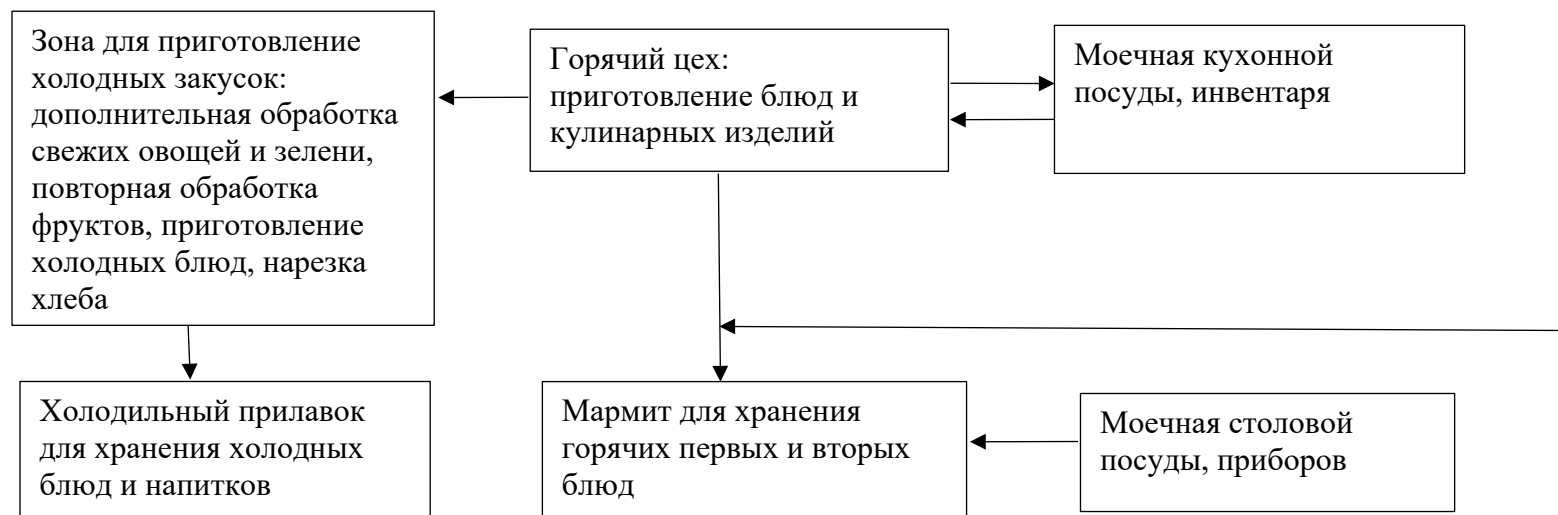 Зона для приготовление
холодных закусок:
дополнительная обработка
свежих овощей и зелени,
повторная обработка
фруктов, приготовление
холодных блюд, нарезка
хлеба
Горячий цех:
приготовление блюд и
кулинарных изделий
Моечная кухонной
посуды, инвентаря
Холодильный прилавок
для хранения холодных
блюд и напитков
Мармит для хранения
горячих первых и вторых
блюд
Моечная столовой
посуды, приборов